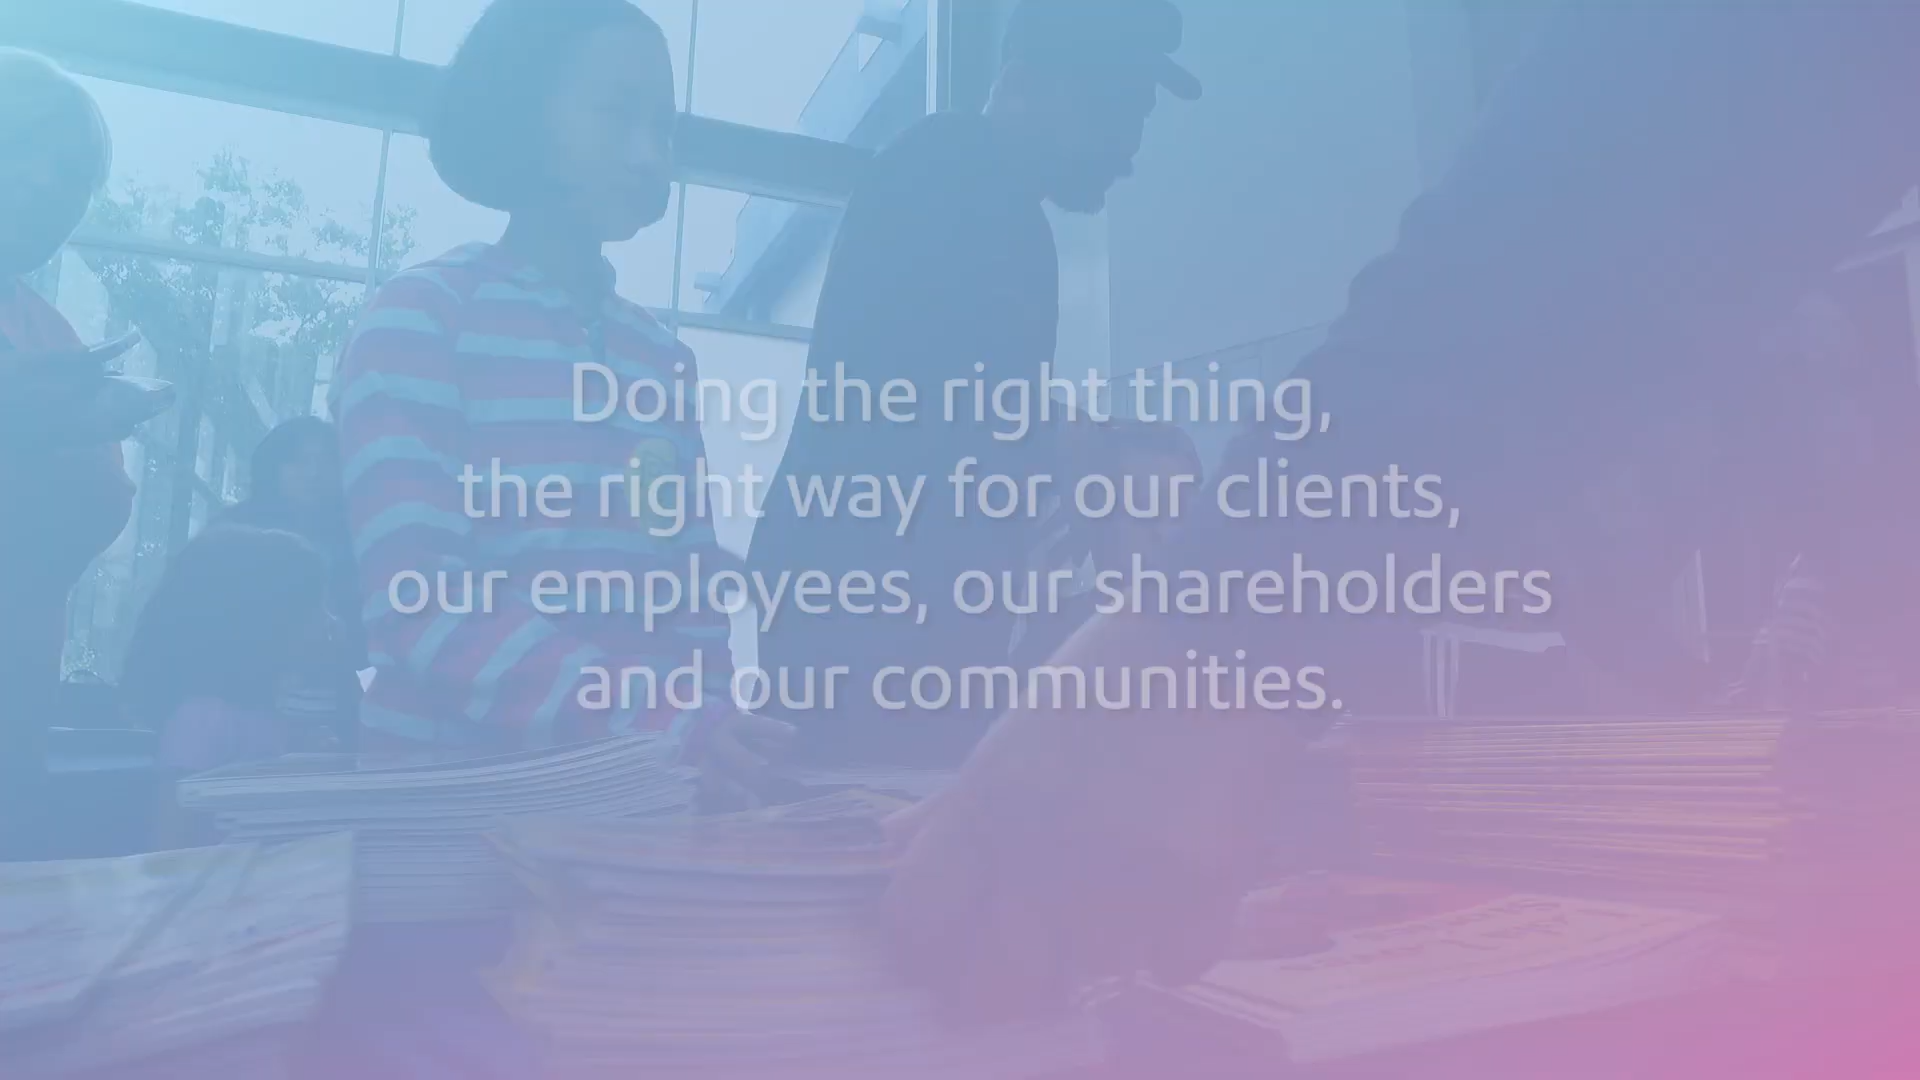 Doing the right thing,
the right way for our clients,
our employees, our shareholders
and our communities.